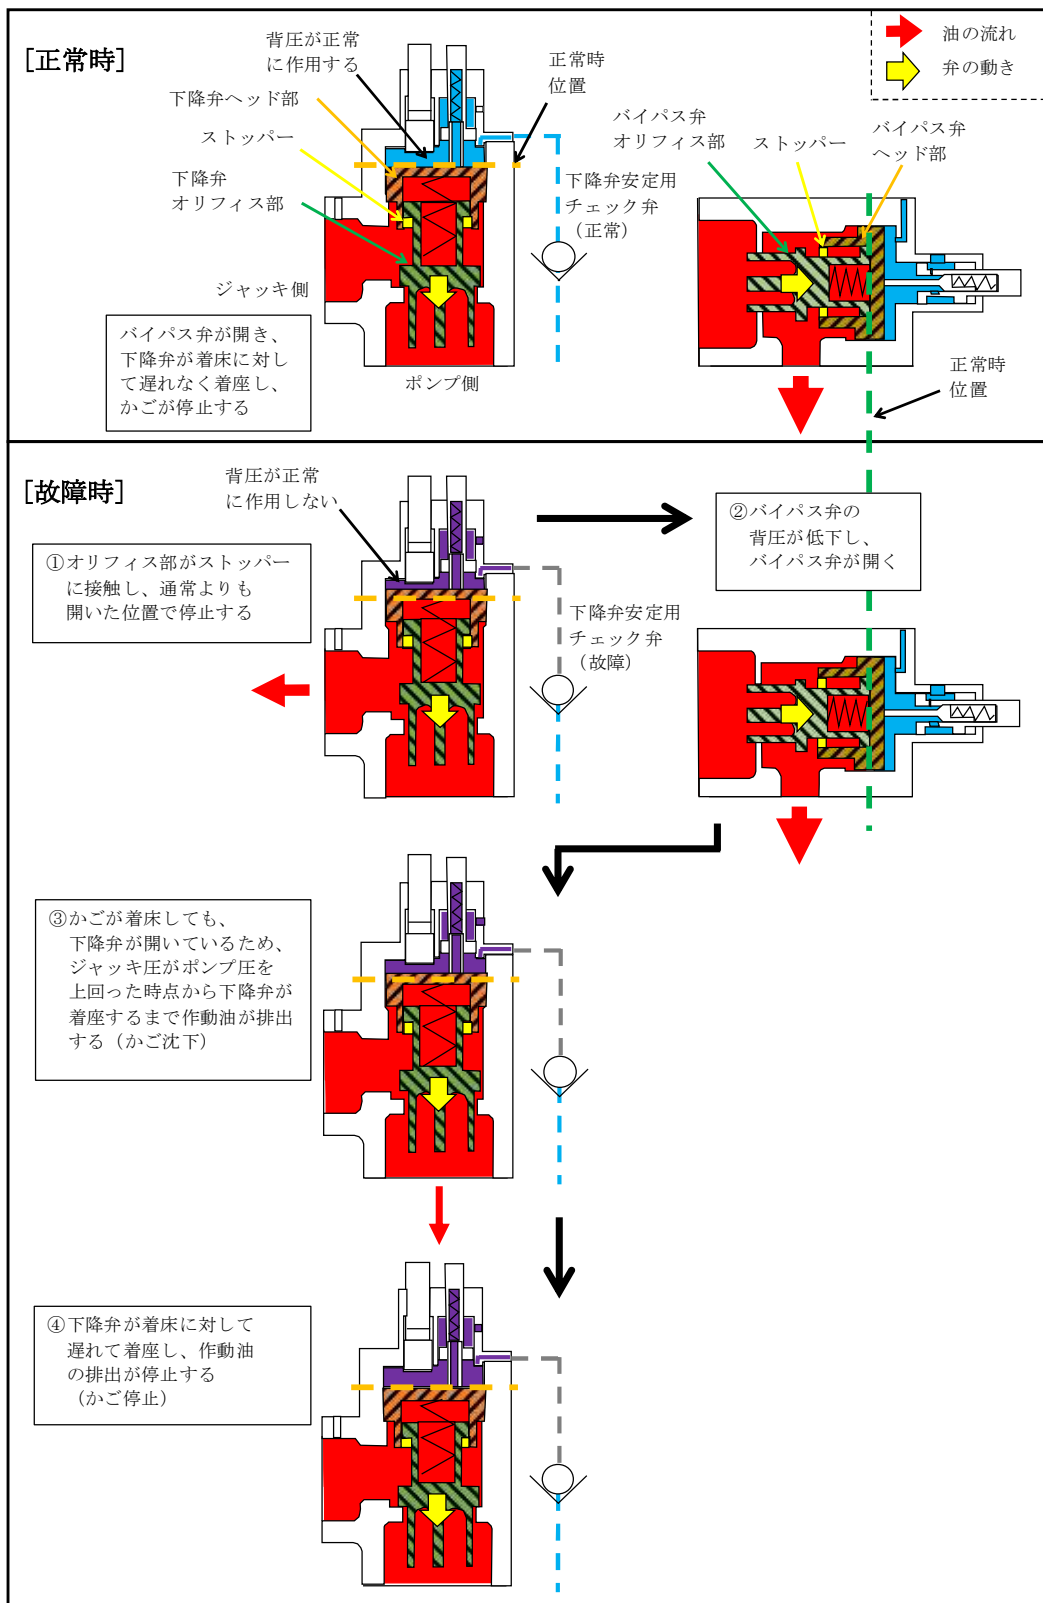 [正常時]
背圧が正常
に作用する
下降弁ヘッド部
ストッパー
下降弁
オリフィス部
ジャッキ側
ポンプ側
正常時
位置
下降弁安定用
チェック弁
（正常）
バイパス弁
オリフィス部
ストッパー
バイパス弁
ヘッド部
油の流れ
弁の動き
正常時
位置
バイパス弁が開き、
下降弁が着床に対し
て遅れなく着座し、
かごが停止する
[故障時]
背圧が正常
に作用しない
①オリフィス部がストッパー
に接触し、通常よりも
開いた位置で停止する
下降弁安定用
チェック弁
（故障）
②バイパス弁の
背圧が低下し、
バイパス弁が開く
③かごが着床しても、
下降弁が開いているため、
ジャッキ圧がポンプ圧を
上回った時点から下降弁が
着座するまで作動油が排出
する（かご沈下）
④下降弁が着床に対して
遅れて着座し、作動油
の排出が停止する
（かご停止）